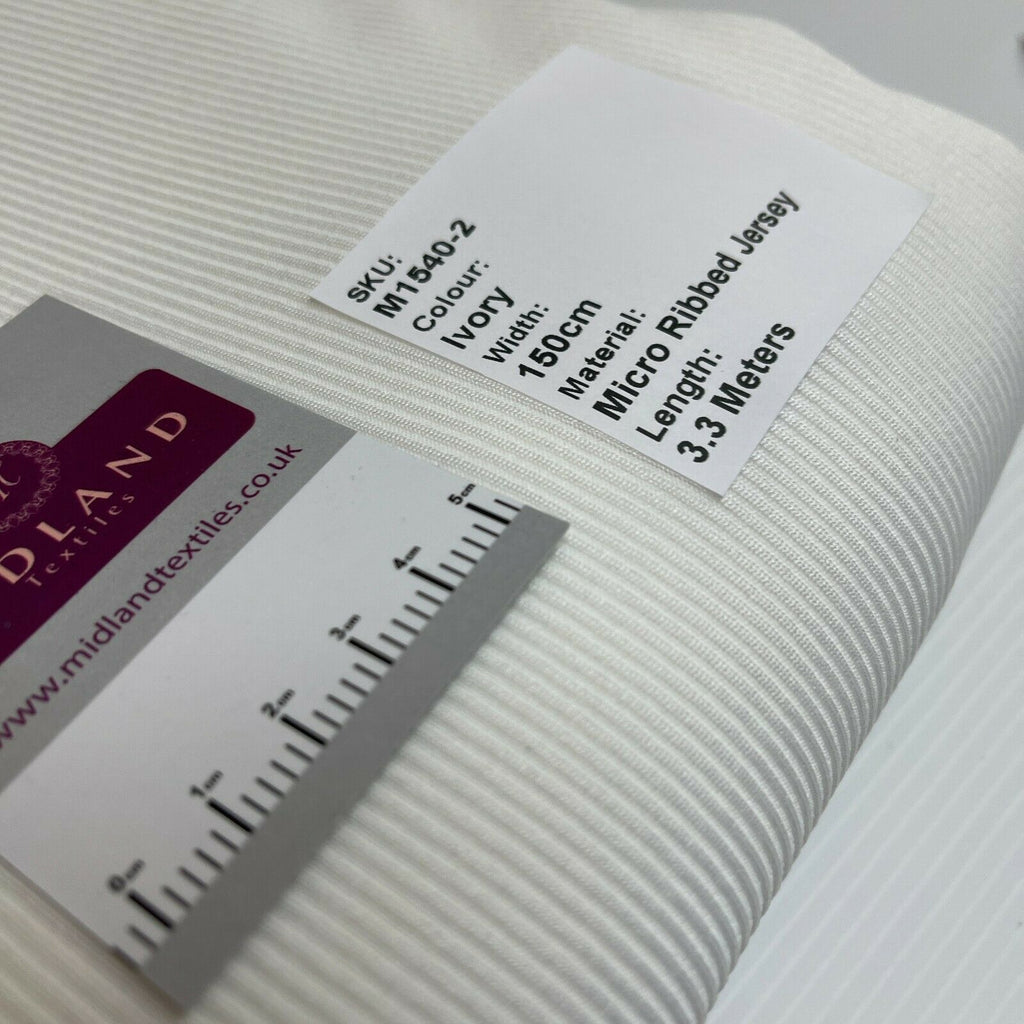 SKU:
M1540-2
Colour:
Ivory
Width:
150cm
Material:
Micro Ribbed Jersey
Length:
3.3 Meters
DLAND
Textiles
www.midlandtextiles.co.uk
0cm 1cm 2cm 3cm 4cm 5cm